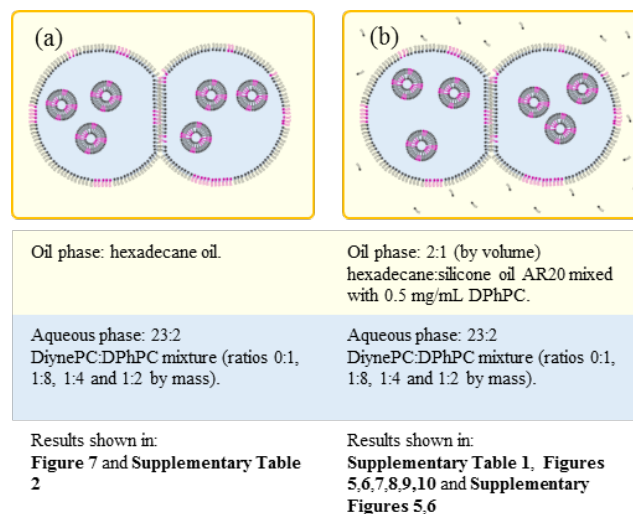 (a)
(b)
Oil phase: hexadecane oil.
Oil phase: 2:1 (by volume)
hexadecane:silicone oil AR20 mixed
with 0.5 mg/mL DPhPC.
Aqueous phase: 23:2
DiynePC:DPhPC mixture (ratios 0:1,
1:8, 1:4 and 1:2 by mass).
Aqueous phase: 23:2
DiynePC:DPhPC mixture (ratios 0:1,
1:8, 1:4 and 1:2 by mass).
Results shown in:
Figure 7 and Supplementary Table
2
Results shown in:
Supplementary Table 1, Figures
5,6,7,8,9,10 and Supplementary
Figures 5,6